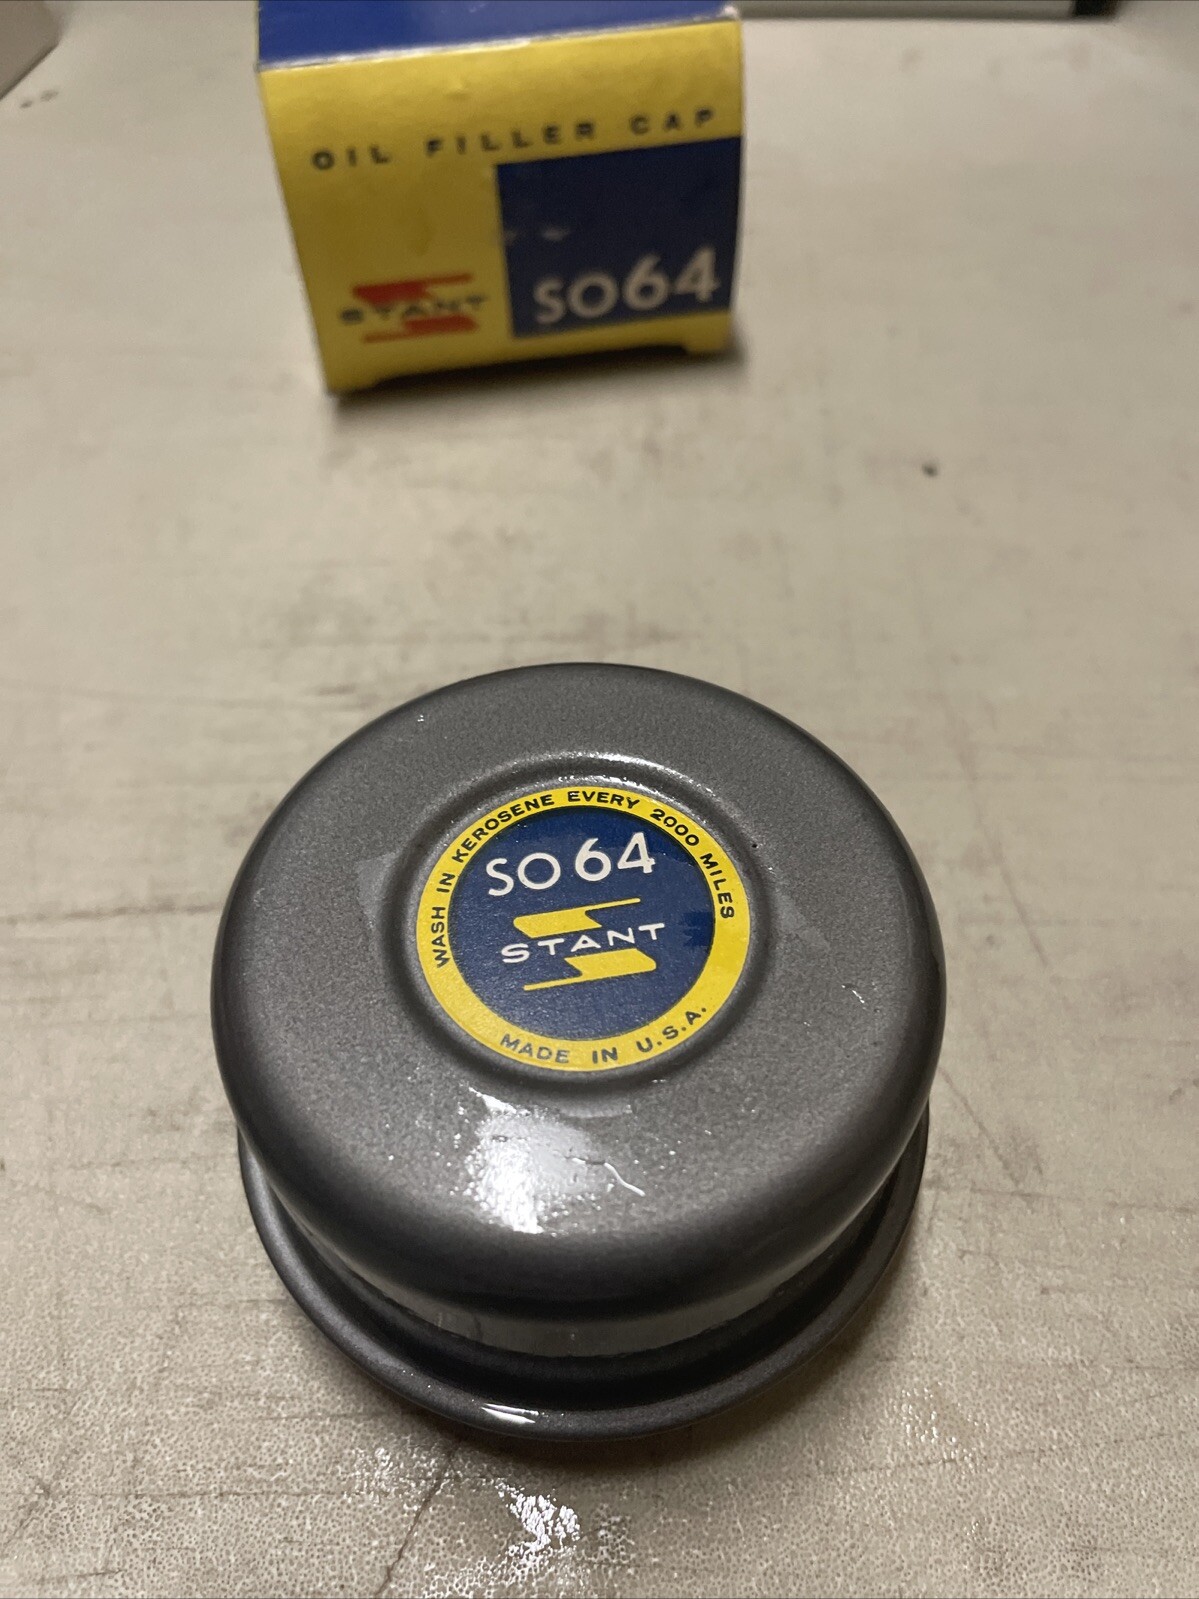 OIL FILLER CAP
STANT
SO64
WASH IN KEROSENE EVERY 2000 MILES
SO64
STANT
MADE IN U.S.A.